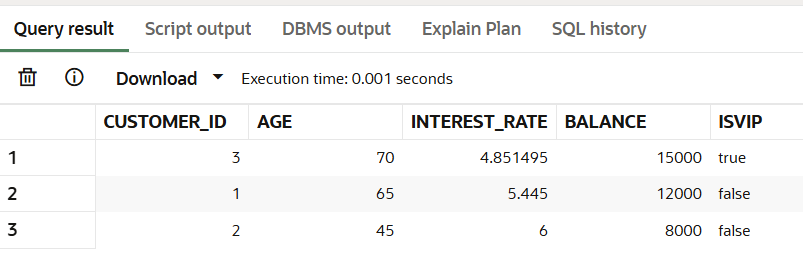 Query result Script output DBMS output Explain Plan SQL history
Download Execution time: 0.001 seconds
CUSTOMER_ID AGE INTEREST_RATE BALANCE ISVIP
1 3 70 4.851495 15000 true
2 1 65 5.445 12000 false
3 2 45 6 8000 false